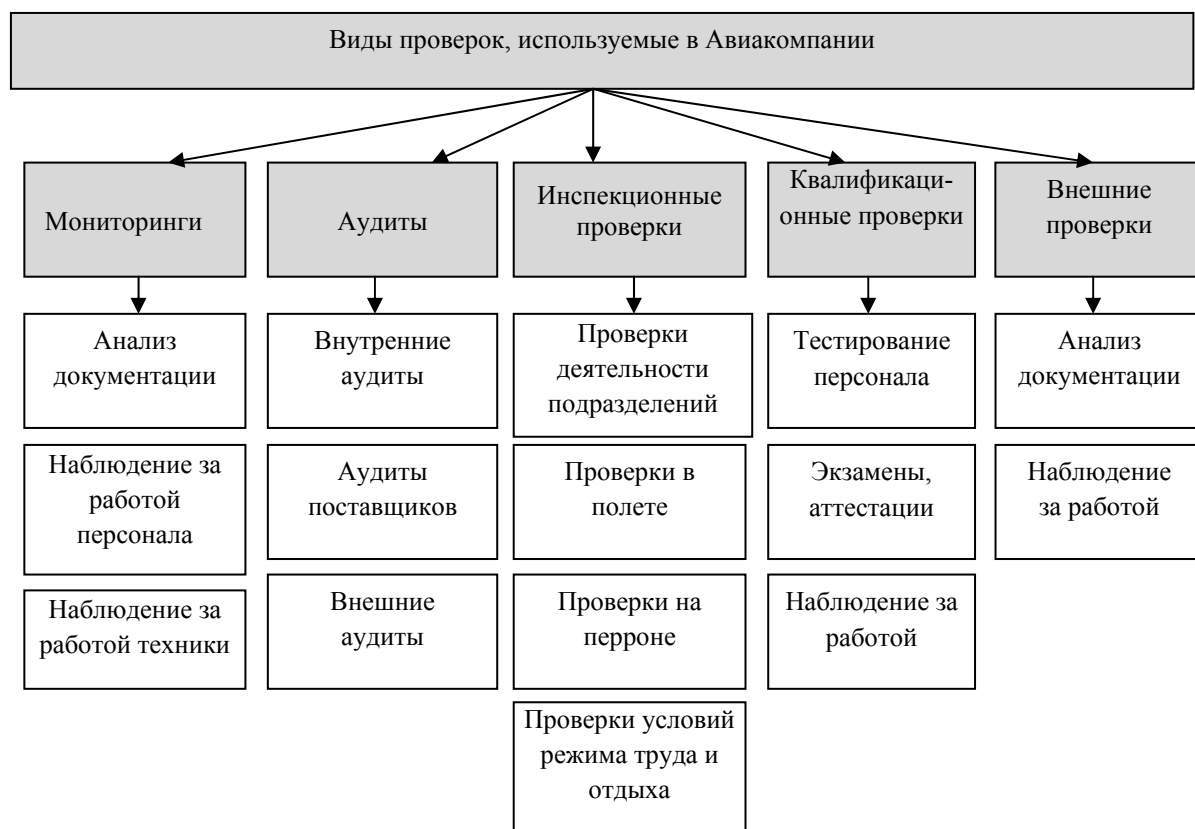 Виды проверок, используемые в Авиакомпании
Мониторинги
Аудиты
Инспекционные
проверки
Квалификаци-
онные проверки
Внешние
проверки
Анализ
документации
Внутренние
аудиты
Проверки
деятельности
подразделений
Тестирование
персонала
Анализ
документации
Наблюдение за
работой
персонала
Аудиты
поставщиков
Проверки в
полете
Экзамены,
аттестации
Наблюдение
за работой
Наблюдение за
работой техники
Внешние
аудиты
Проверки на
перроне
Наблюдение за
работой
Проверки условий
режима труда и
отдыха